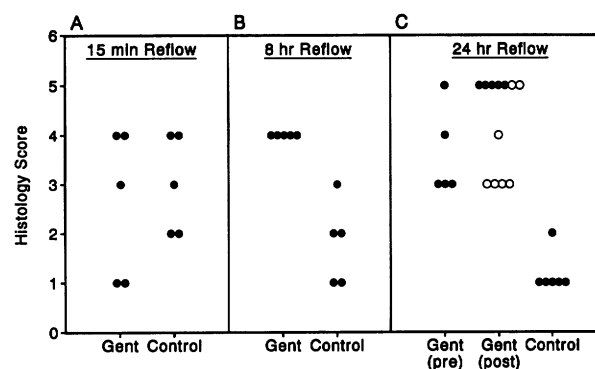 A
B
C
15 min Reflow
8 hr Reflow
24 hr Reflow
Histology Score
6
5
4
3
2
1
0
Gent Control
Gent Control
Gent Gent Control
(pre) (post)